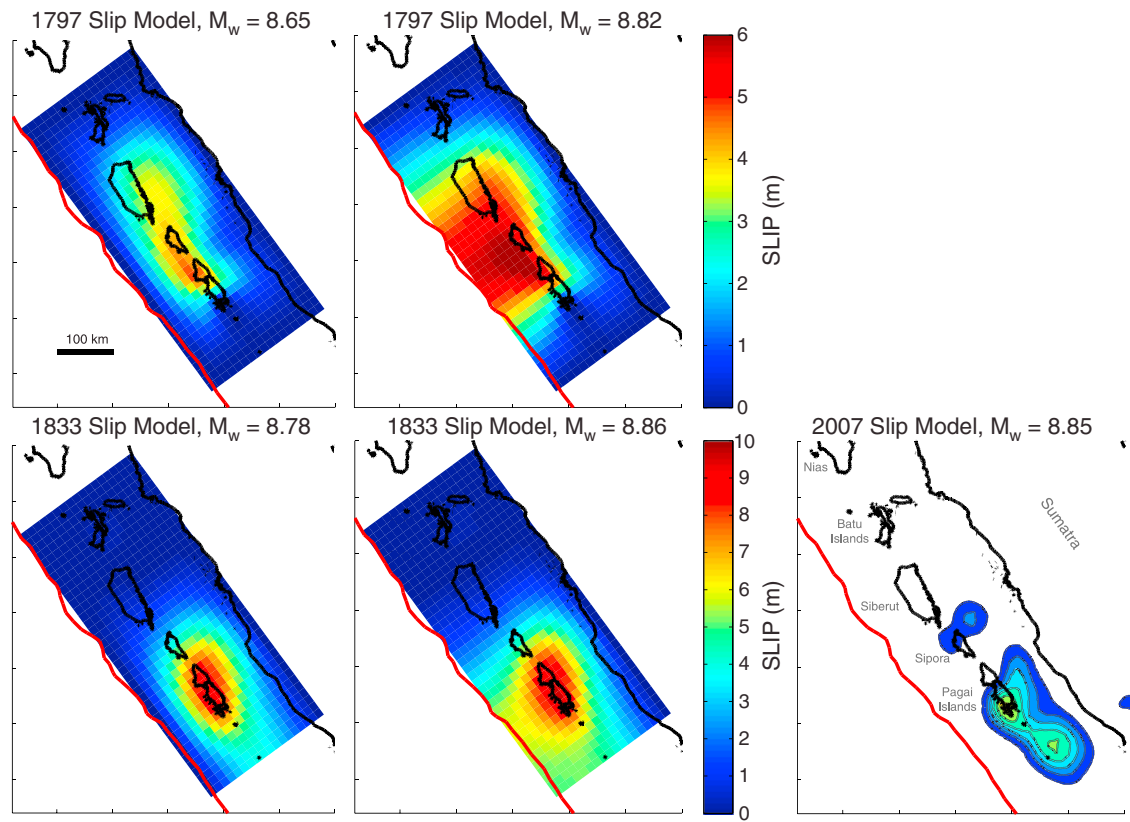 1797 Slip Model, Mw = 8.65
1797 Slip Model, Mw = 8.82
100 km
6
5
4
3
2
1
0
SLIP (m)
1833 Slip Model, Mw = 8.78
1833 Slip Model, Mw = 8.86
10
9
8
7
6
5
4
3
2
1
0
SLIP (m)
2007 Slip Model, Mw = 8.85
Nias
Batu
Islands
Sumatra
Siberut
Sipora
Pagai
Islands